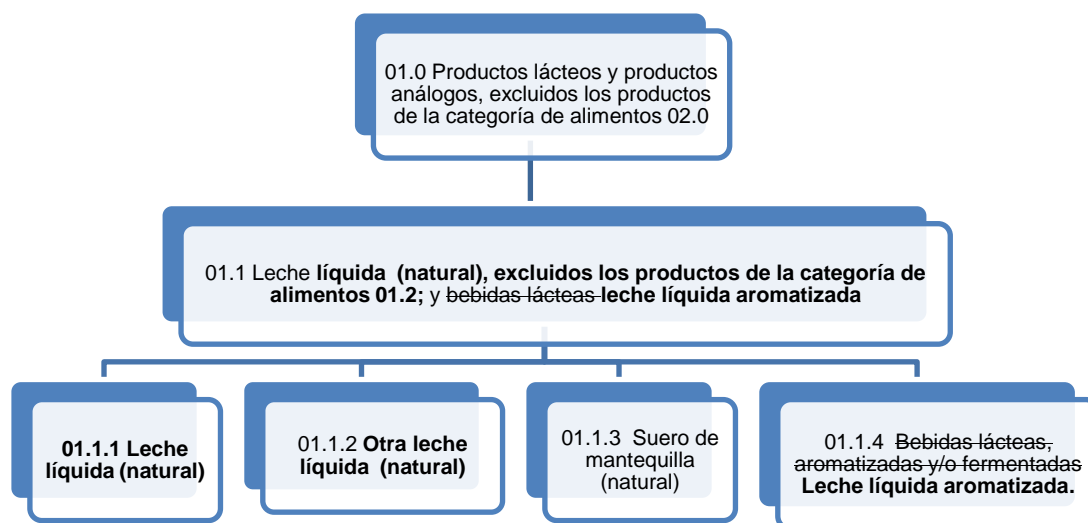 01.0 Productos lácteos y productos
análogos, excluidos los productos
de la categoría de alimentos 02.0
01.1 Leche líquida (natural), excluidos los productos de la categoría de
alimentos 01.2; y bebidas lácteas leche líquida aromatizada
01.1.1 Leche
líquida (natural)
01.1.2 Otra leche
líquida (natural)
01.1.3 Suero de
mantequilla
(natural)
01.1.4 Bebidas lácteas,
aromatizadas y/o fermentadas
Leche líquida aromatizada.